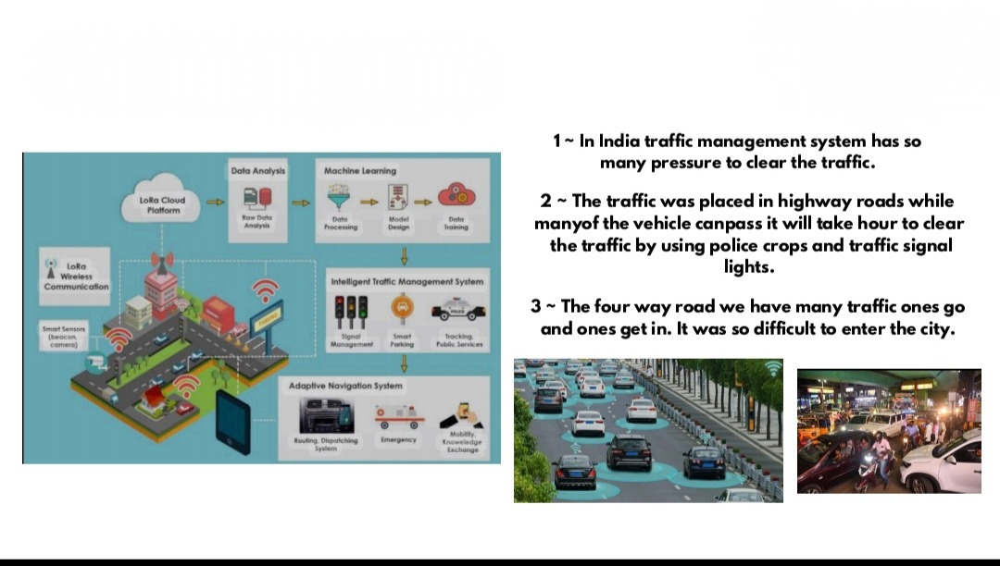 LoRa Cloud
Platform
Data Analysis
Raw Data
Analysis
Machine Learning
Data
Processing
Model
Design
Data
Training
LoRa
Wireless
Communication
Smart Sensors
(beacon,
camera)
PARKING
Intelligent Traffic Management System
Signal
Management
Smart
Parking
POLICE
Tracking,
Public Services
Adaptive Navigation System
Routing, Dispatching
System
Emergency
Mobility,
Knoweledge
Exchange
1 ~ In India traffic management system has so
many pressure to clear the traffic.
2 ~ The traffic was placed in highway roads while
manyof the vehicle canpass it will take hour to clear
the traffic by using police crops and traffic signal
lights.
3 ~ The four way road we have many traffic ones go
and ones get in. It was so difficult to enter the city.